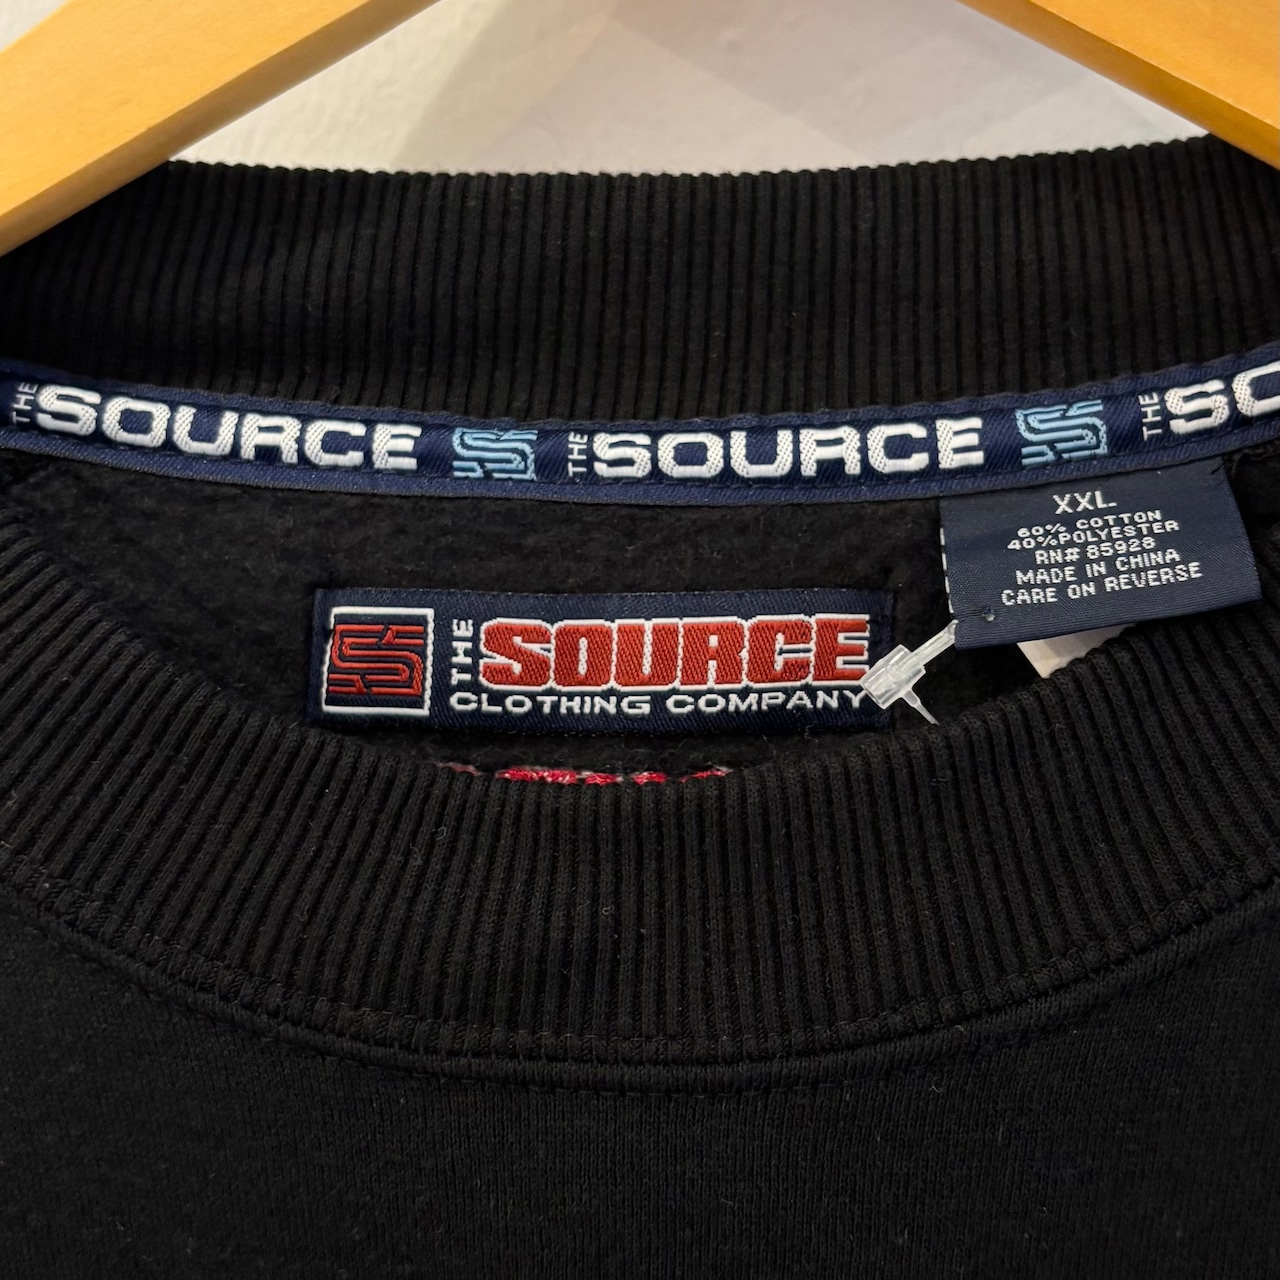 THE SOURCE THE SOURCE THE SO
XXL
60% COTTON
40% POLYESTER
RN# 85928
MADE IN CHINA
CARE ON REVERSE
THE SOURCE
CLOTHING COMPANY